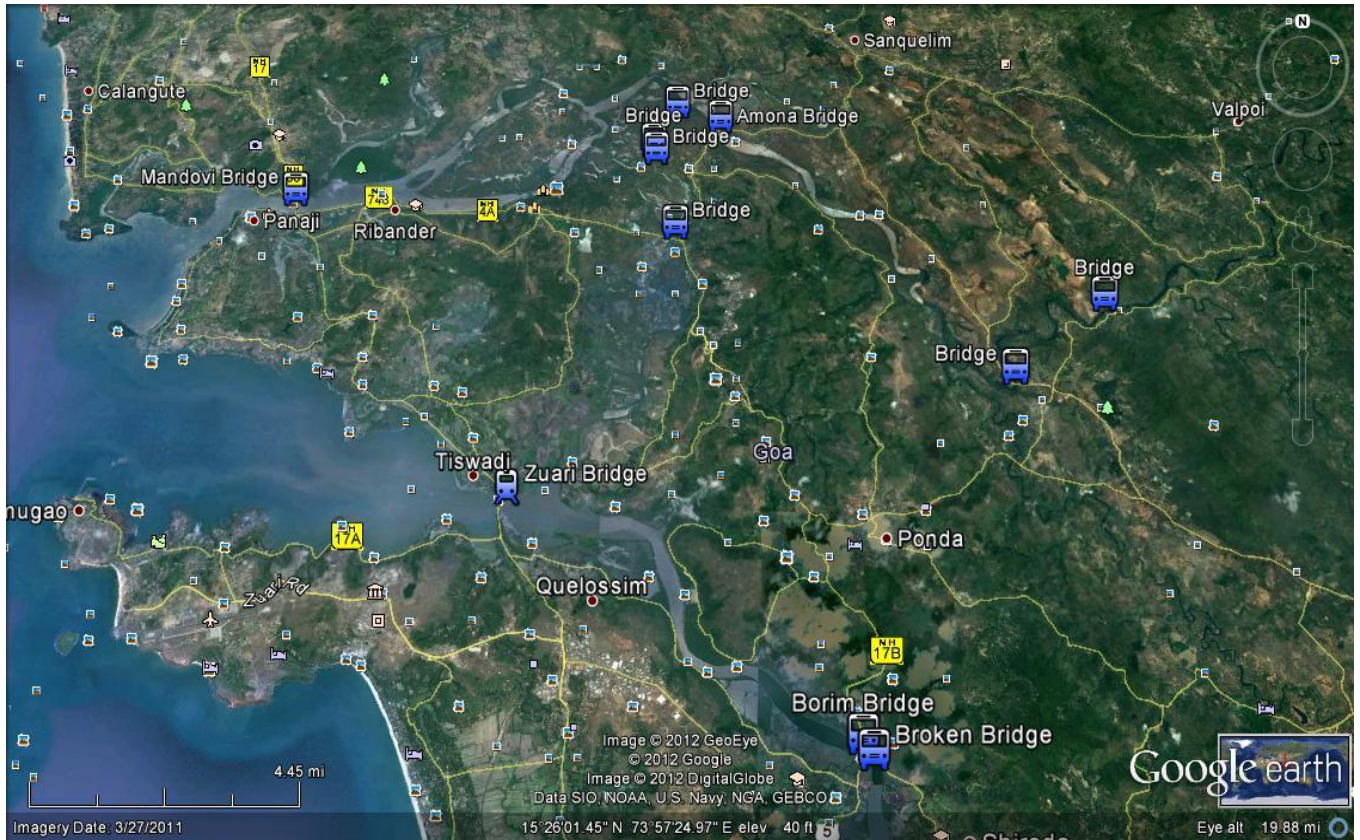 N
Sanquelim
NH
17
Calangute
Bridge
Bridge
Amona Bridge
Bridge
Valpoi
Mandovi Bridge
NH
4A
Panaji
Ribander
Bridge
Bridge
Bridge
Goa
Tiswadi
Zuari Bridge
mugao
17A
Ponda
Zuari Rd
Quelossim
NH
17B
Borim Bridge
Broken Bridge
Image © 2012 GeoEye
© 2012 Google
Image © 2012 DigitalGlobe
Data SIO, NOAA, U.S. Navy, NGA, GEBCO
Google earth
4.45 mi
Imagery Date: 3/27/2011
15°26'01.45" N 73°57'24.97" E elev 40 ft
5
Eye alt 19.88 mi